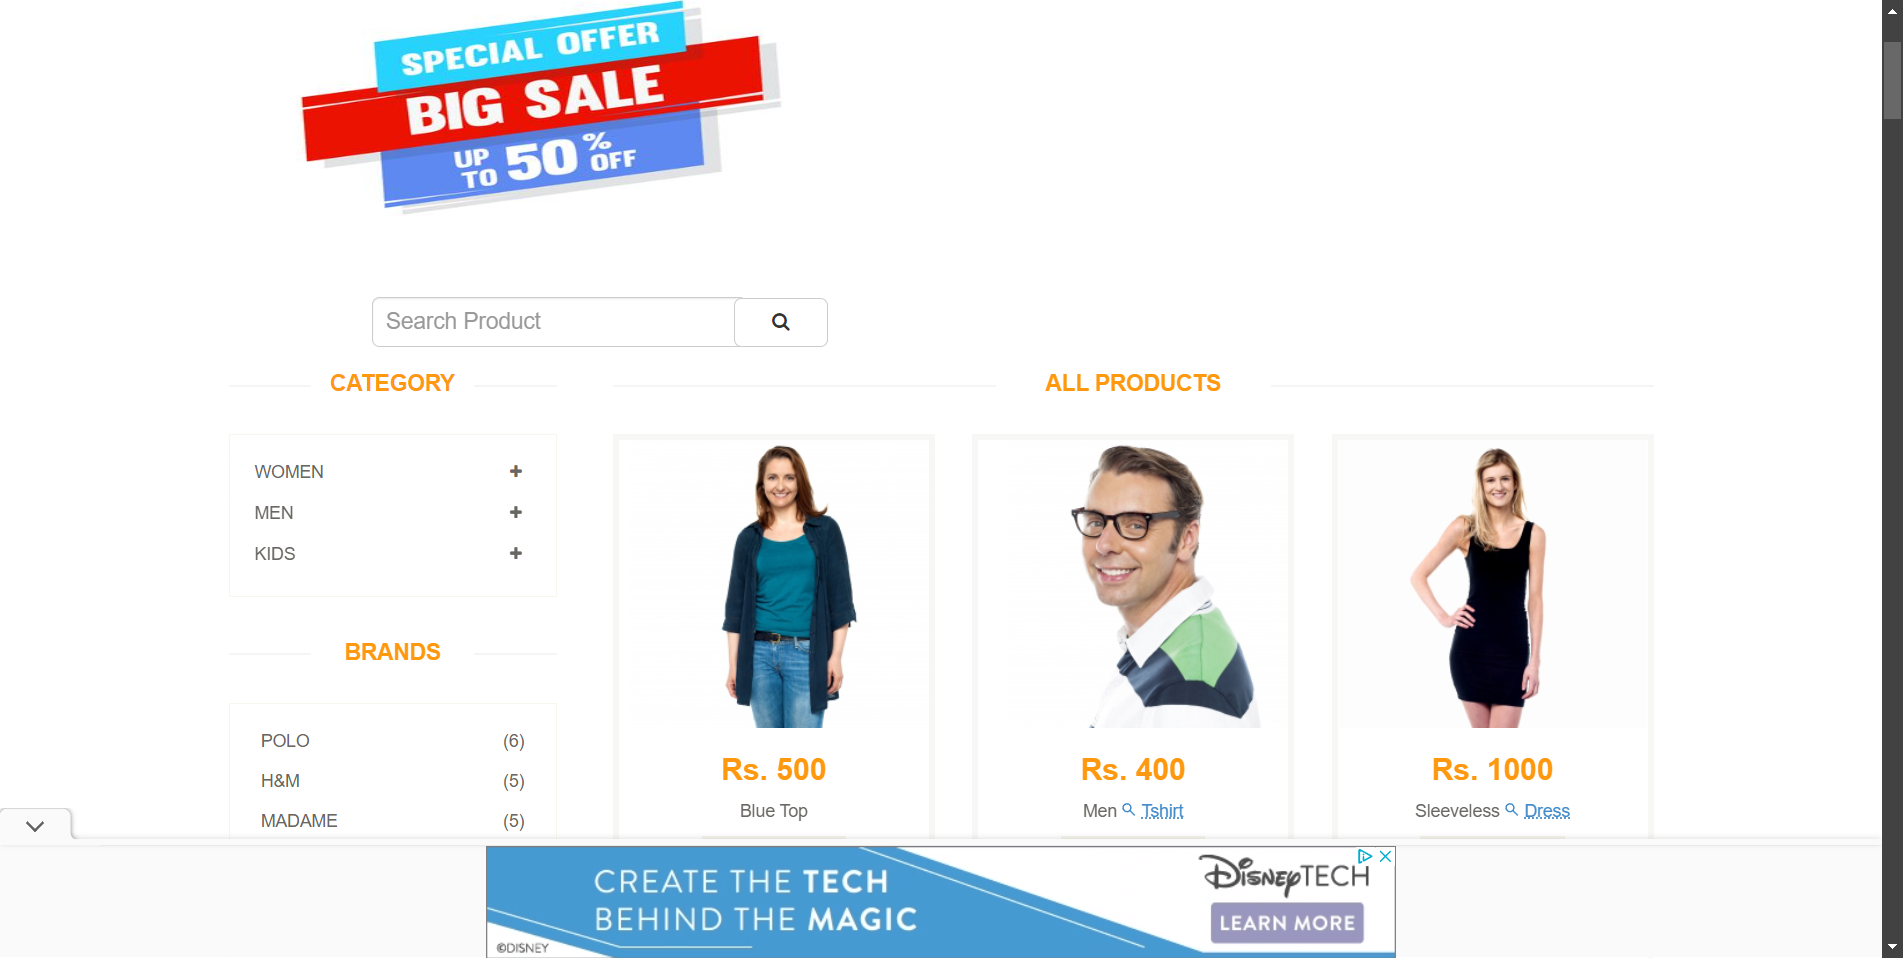 SPECIAL OFFER
BIG SALE
UP TO 50% OFF
Search Product
CATEGORY
WOMEN
MEN
KIDS
BRANDS
POLO (6)
H&M (5)
MADAME (5)
ALL PRODUCTS
Rs. 500
Blue Top
Rs. 400
Men Tshirt
Rs. 1000
Sleeveless Dress
CREATE THE TECH
BEHIND THE MAGIC
©DISNEY
DISNEYTECH
LEARN MORE